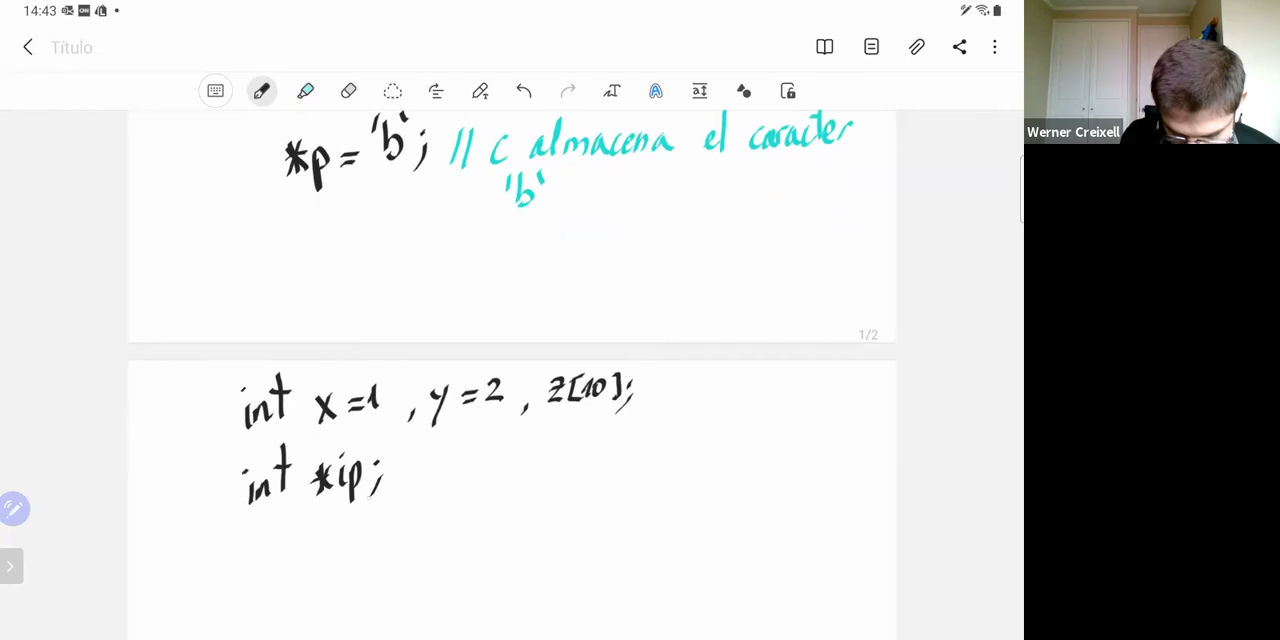 14:43
Título
*p = 'b'; // c almacena el caracter
'b'
1/2
int x = 1 , y = 2 , z[10];
int *ip;
Werner Creixell